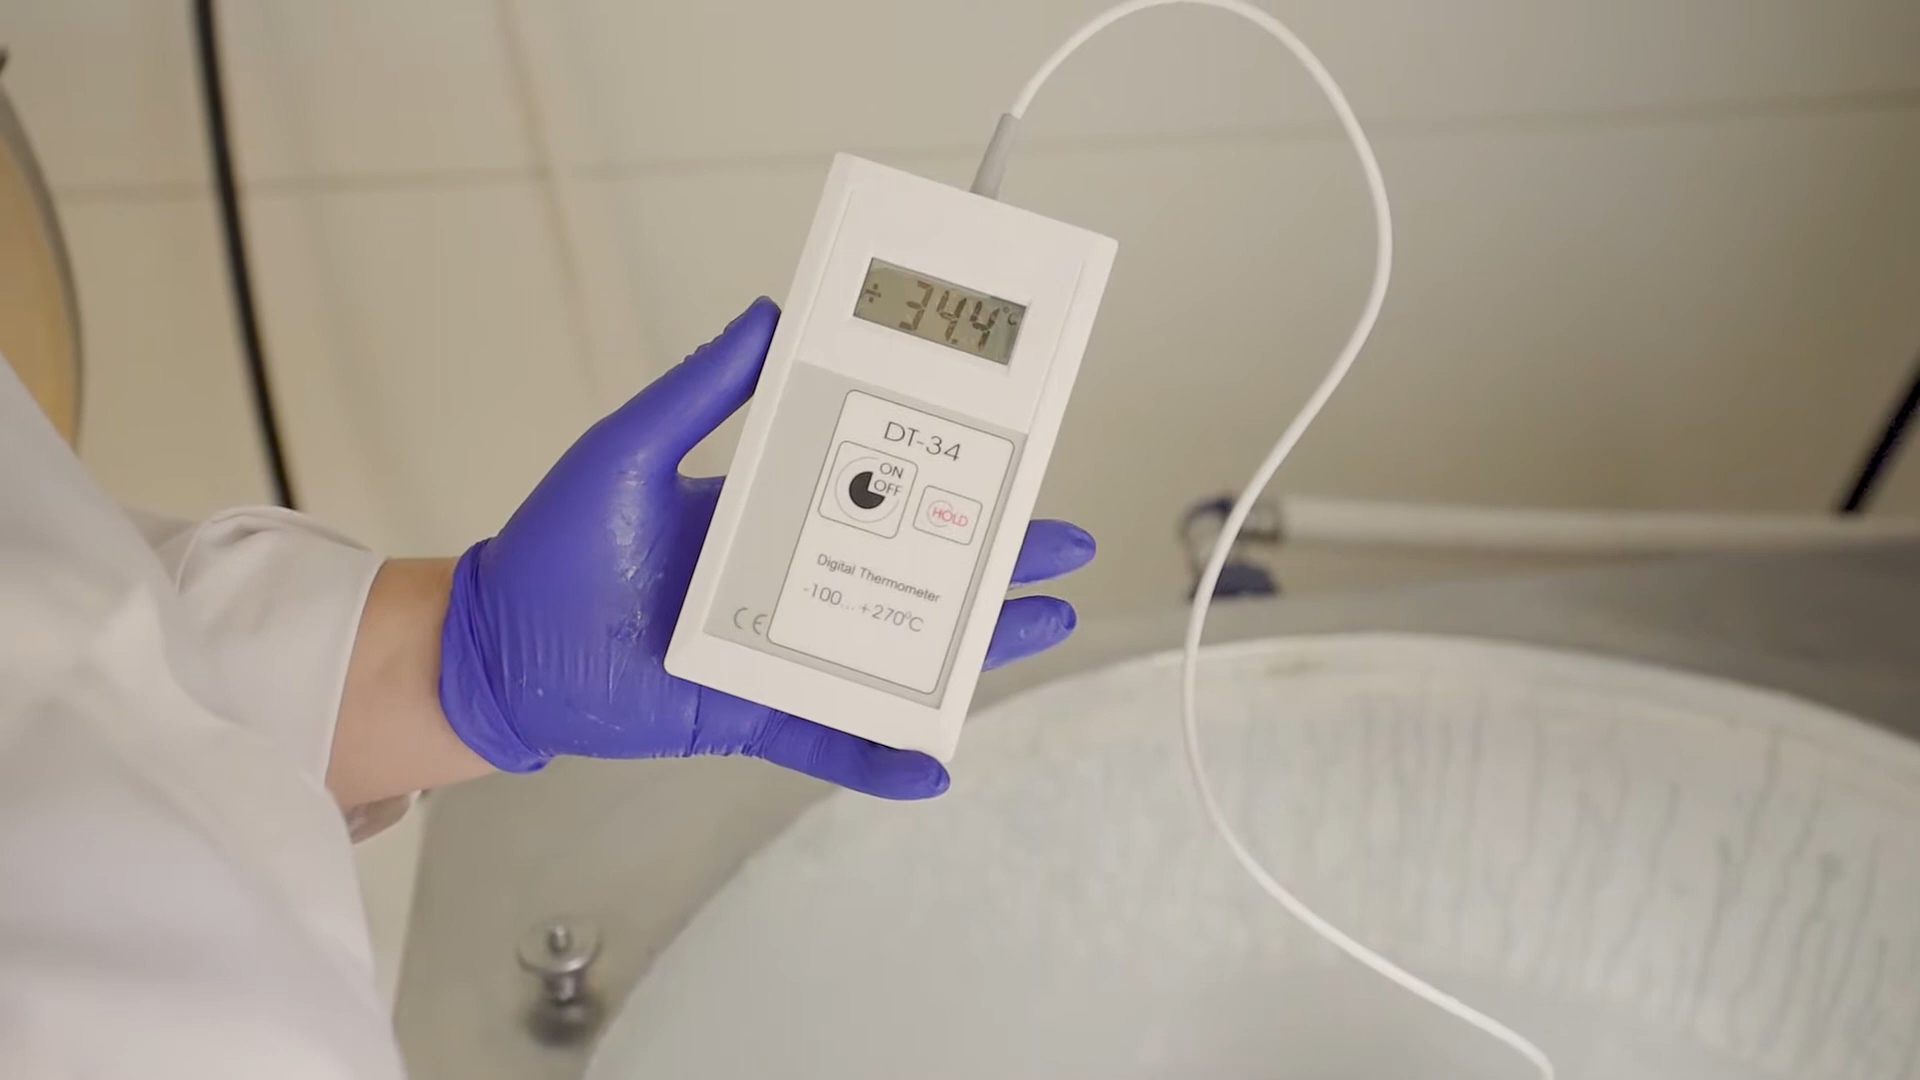 ÷ 34.4 °C
DT-34
ON
OFF
HOLD
Digital Thermometer
-100...+270°C
CE